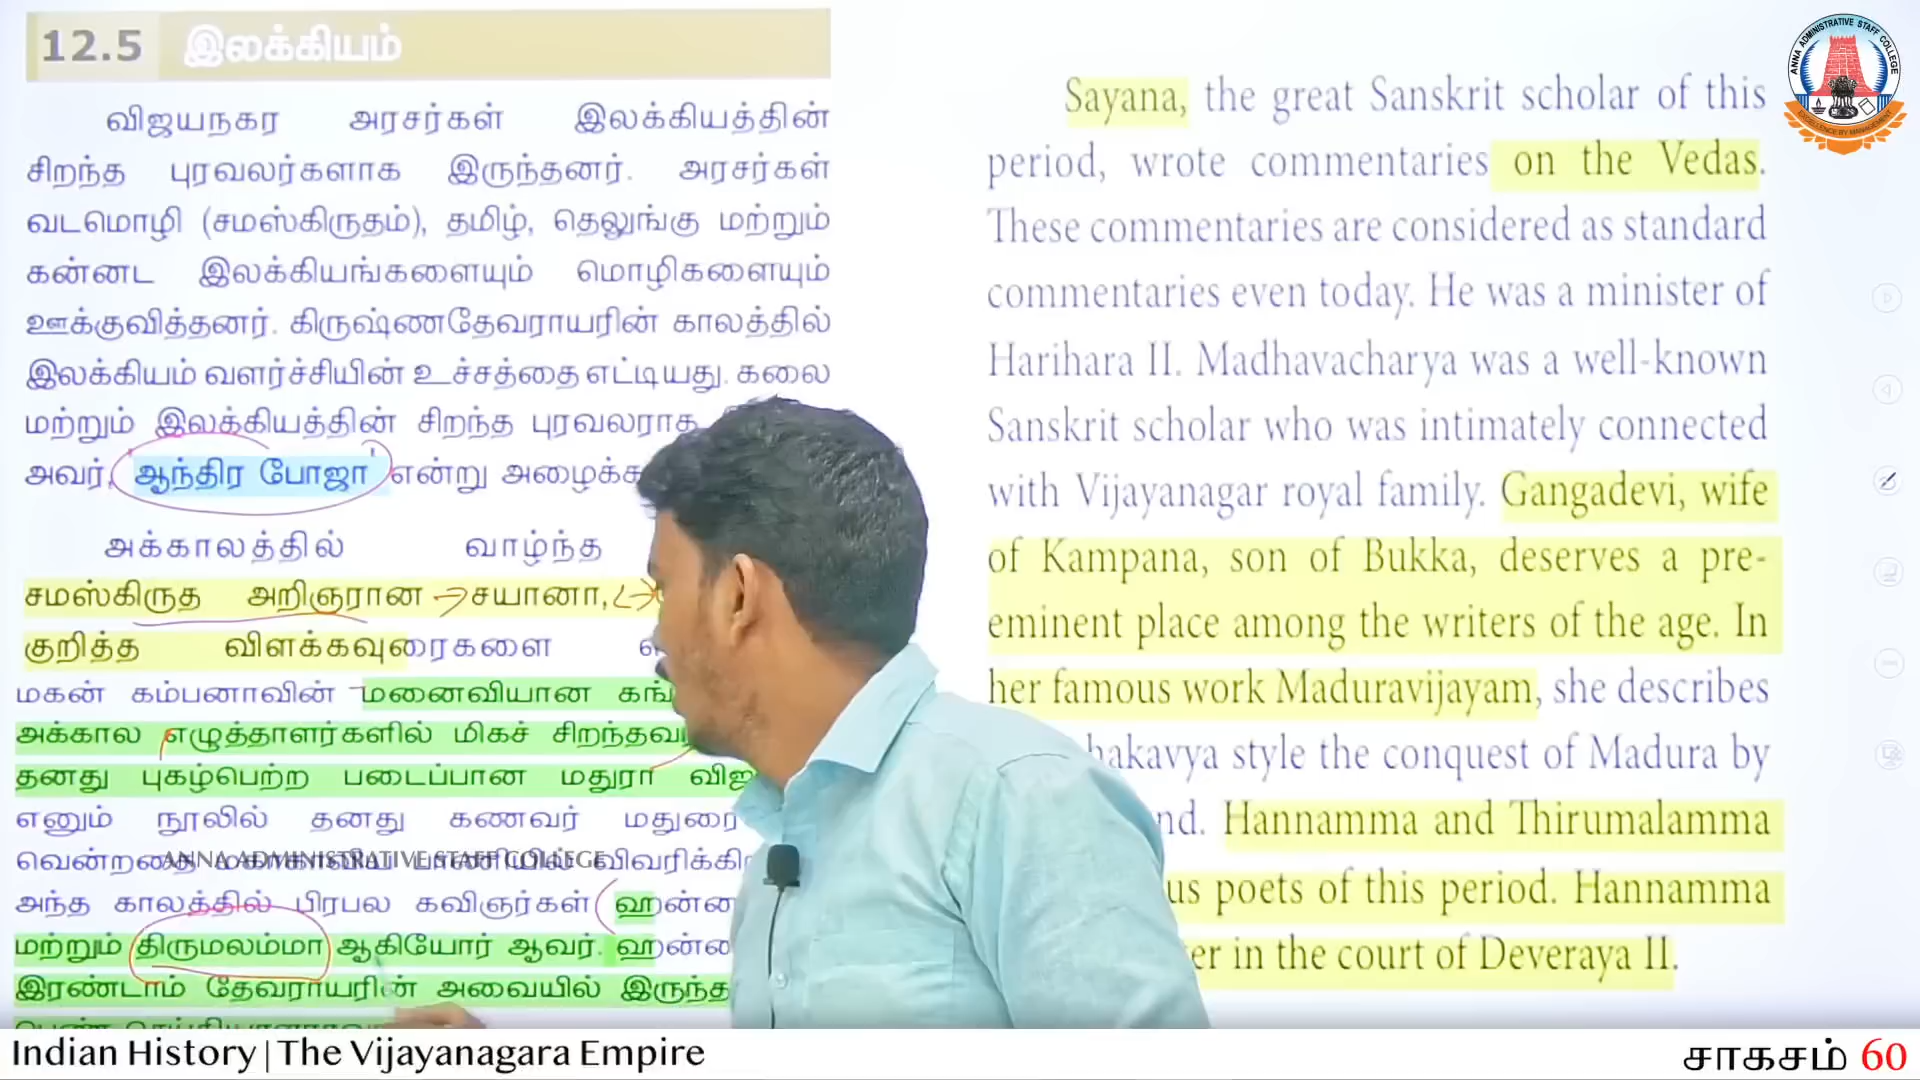 12.5 இலக்கியம்
விஜயநகர அரசர்கள் இலக்கியத்தின்
சிறந்த புரவலர்களாக இருந்தனர். அரசர்கள்
வடமொழி (சமஸ்கிருதம்), தமிழ், தெலுங்கு மற்றும்
கன்னட இலக்கியங்களையும் மொழிகளையும்
ஊக்குவித்தனர். கிருஷ்ணதேவராயரின் காலத்தில்
இலக்கியம் வளர்ச்சியின் உச்சத்தை எட்டியது. கலை
மற்றும் இலக்கியத்தின் சிறந்த புரவலராக
அவர், 'ஆந்திர போஜா' என்று
அக்காலத்தில் வாழ்ந்த
சமஸ்கிருத அறிஞரான சயானா,
குறித்த விளக்கவுரைகளை
மகன் கம்பனாவின் மனைவியான
அக்கால எழுத்தாளர்களில் மிகச்
தனது புகழ்பெற்ற படைப்பான மதுரா
எனும் நூலில் தனது கணவர்
வென்றதை
ANNA ADMINISTRATIVE STAFF COLLEGE
அந்த காலத்தில் பிரபல கவிஞர்கள்
மற்றும் திருமலம்மா ஆகியோர் ஆவர்.
இரண்டாம் தேவராயரின் அவையில்
Sayana, the great Sanskrit scholar of this
period, wrote commentaries on the Vedas.
These commentaries are considered as standard
commentaries even today. He was a minister of
Harihara II. Madhavacharya was a well-known
Sanskrit scholar who was intimately connected
with Vijayanagar royal family. Gangadevi, wife
of Kampana, son of Bukka, deserves a pre-
eminent place among the writers of the age. In
her famous work Maduravijayam, she describes
style the conquest of Madura by
Hannamma and Thirumalamma
poets of this period. Hannamma
in the court of Deveraya II.
ANNA ADMINISTRATIVE STAFF COLLEGE
EXCELLENCE BY MANAGEMENT
Indian History | The Vijayanagara Empire
சாகசம் 60